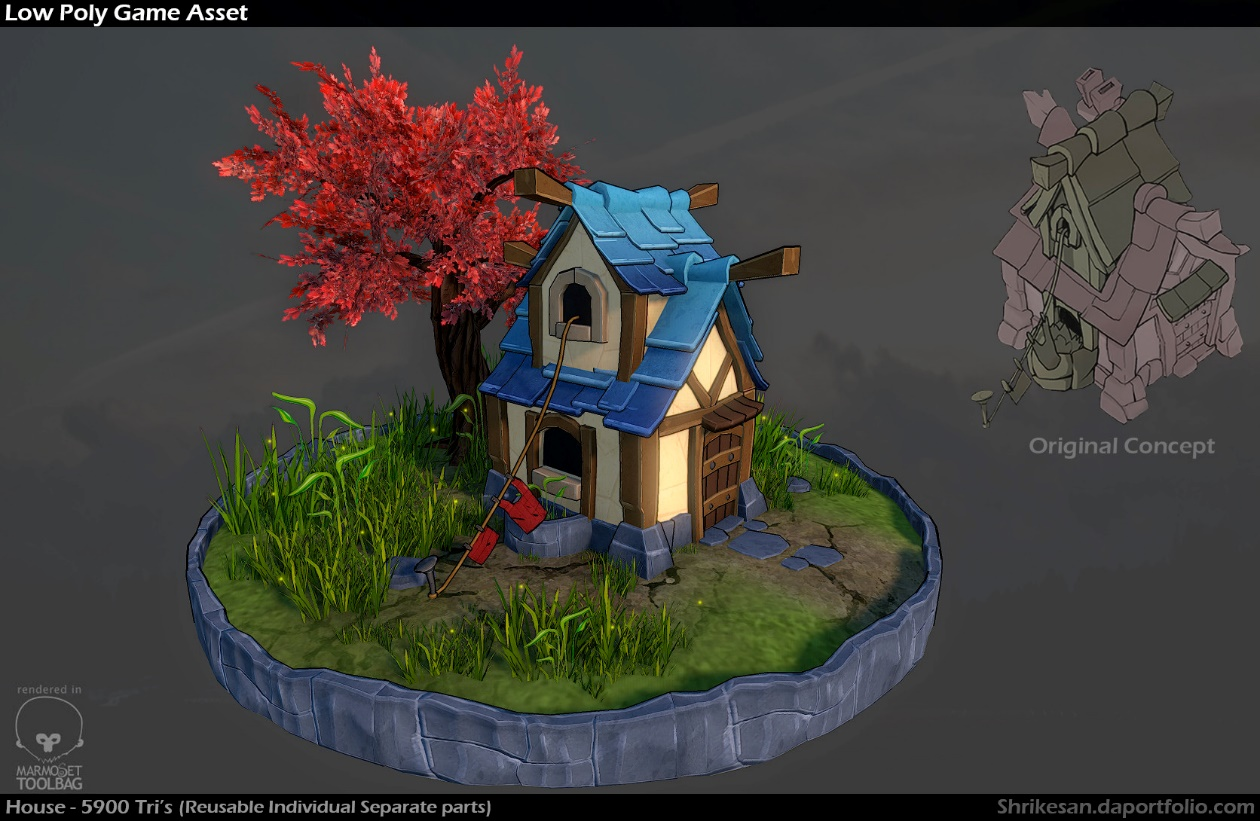 Low Poly Game Asset
Original Concept
rendered in
MARMOSET
TOOLBAG
House - 5900 Tri's (Reusable Individual Separate parts)
Shrikesan.daportfolio.com